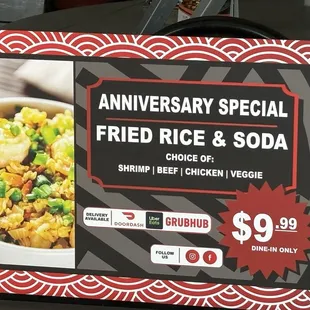 ANNIVERSARY SPECIAL
FRIED RICE & SODA
CHOICE OF:
SHRIMP | BEEF | CHICKEN | VEGGIE
DELIVERY
AVAILABLE
DOORDASH
Uber
Eats
GRUBHUB
$9.99
DINE-IN ONLY
FOLLOW
US